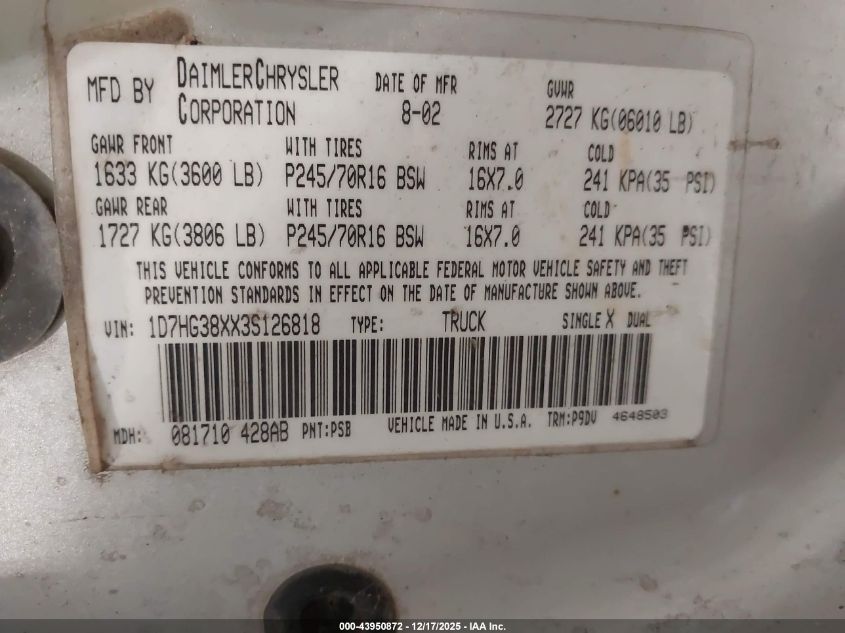 MFD BY DAIMLERCHRYSLER CORPORATION DATE OF MFR 8-02 GVWR 2727 KG(06010 LB)
GAWR FRONT WITH TIRES RIMS AT COLD
1633 KG(3600 LB) P245/70R16 BSW 16X7.0 241 KPA(35 PSI)
GAWR REAR WITH TIRES RIMS AT COLD
1727 KG(3806 LB) P245/70R16 BSW 16X7.0 241 KPA(35 PSI)
THIS VEHICLE CONFORMS TO ALL APPLICABLE FEDERAL MOTOR VEHICLE SAFETY AND THEFT
PREVENTION STANDARDS IN EFFECT ON THE DATE OF MANUFACTURE SHOWN ABOVE.
VIN: 1D7HG38XX3S126818 TYPE: TRUCK SINGLE X DUAL
MDH: 081710 428AB PNT:PSB VEHICLE MADE IN U.S.A. TRM:P9DV 4648503
000-43950872 - 12/17/2025 - IAA Inc.